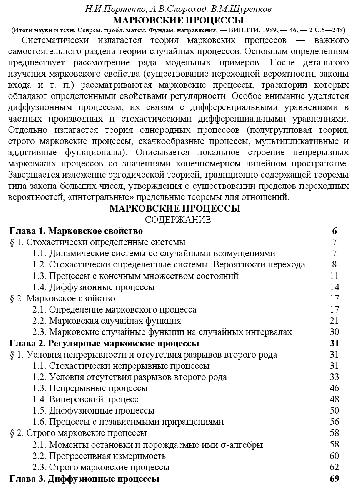 Н.И.Портенко, А.В.Скороход, В.М.Шуренков
МАРКОВСКИЕ ПРОЦЕССЫ
(Итоги науки и техн. Соврем. пробл. матем. Фундам. направления. — ВИНИТИ. 1989, — 46. — С.5—248)
Систематически излагается теория марковских процессов — важного
самостоятельного раздела теории случайных процессов. Основным определениям
предшествует рассмотрение ряда модельных примеров. После детального
изучения марковского свойства (существование переходной вероятности, законы
входа и т. п.) рассматриваются марковские процессы, траектории которых
обладают определенными свойствами регулярности. Особое внимание уделяется
диффузионным процессам, их связям с дифференциальными уравнениями в
частных производных и стохастическими дифференциальными уравнениями.
Отдельно излагается теория однородных процессов (полугрупповая теория,
строго марковские процессы, скачкообразные процессы, мультипликативные и
аддитивные функционалы). Описывается локальное строение непрерывных
марковских процессов со значениями конечномерном линейном пространстве.
Завершается изложение эргодической теорией, традиционно содержащей теоремы
типа закона больших чисел, утверждения о существовании пределов переходных
вероятностей, «интегральные» предельные теоремы для отношений.
МАРКОВСКИЕ ПРОЦЕССЫ
СОДЕРЖАНИЕ
Глава 1. Марковское свойство 6
§ 1. Стохастически определенные системы 7
1.1. Динамические системы со случайными возмущениями 7
1.2. Стохастически определенные системы. Вероятности перехода 8
1.3. Процессы с конечным множеством состояний 11
1.4. Диффузионные процессы 14
§ 2. Марковское свойство 17
2.1. Определение марковского процесса 17
2.2. Марковская случайная функция 21
2.3. Марковские случайные функции на случайных интервалах 30
Глава 2. Регулярные марковские процессы 31
§ 1. Условия непрерывности и отсутствия разрывов второго рода 31
1.1. Стохастически непрерывные процессы 31
1.2. Условия отсутствия разрывов второго рода 33
1.3. Непрерывные процессы 46
1.4. Винеровский процесс 48
1.5. Диффузионные процессы 50
1.6. Процессы с независимыми приращениями 56
§ 2. Строго марковские процессы 58
2.1. Моменты остановки и порождаемые ими σ-алгебры 58
2.2. Прогрессивная измеримость 60
2.3. Строго марковские процессы 62
Глава 3. Диффузионные процессы 69